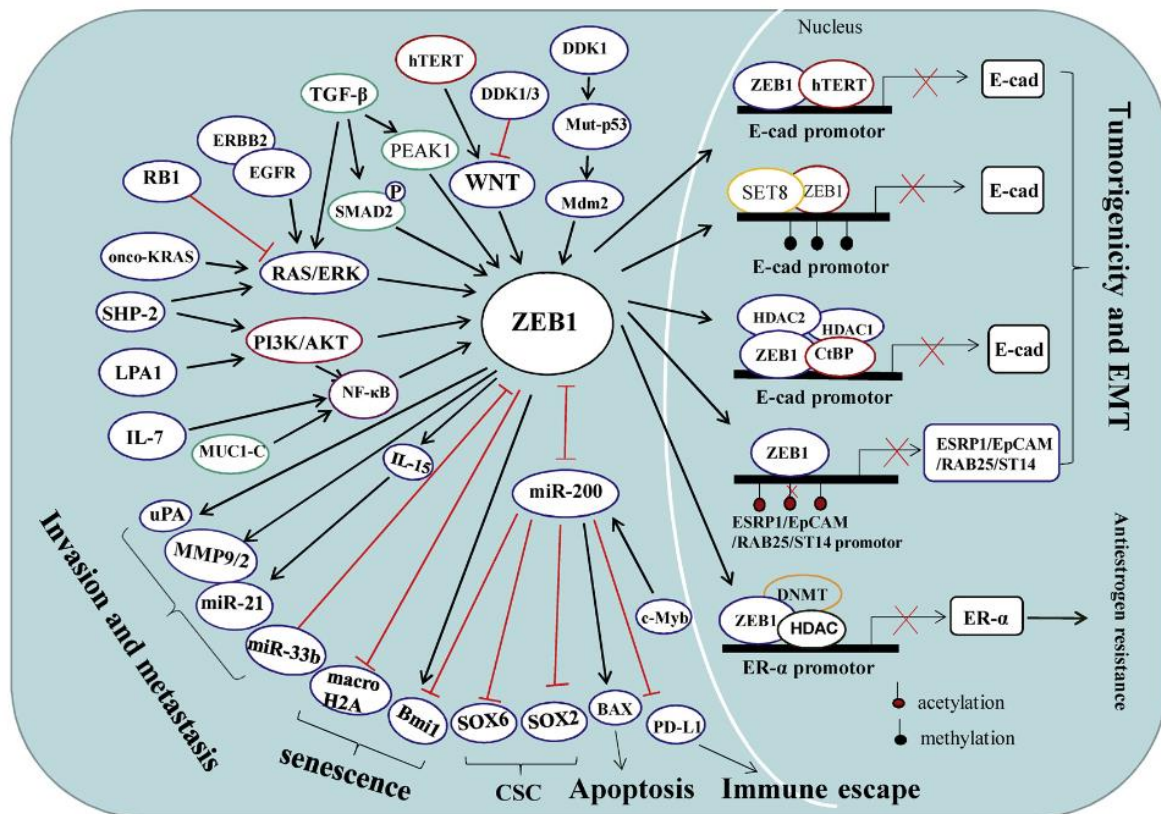 Nucleus
hTERT
DDK1
TGF-β
DDK1/3
ERBB2
EGFR
PEAK1
Mut-p53
RB1
WNT
P
SMAD2
Mdm2
onco-KRAS
RAS/ERK
SHP-2
ZEB1
PI3K/AKT
LPA1
NF-κB
IL-7
MUC1-C
IL-15
miR-200
uPA
MMP9/2
miR-21
miR-33b
macro
H2A
Bmi1
SOX6
SOX2
BAX
PD-L1
c-Myb
Invasion and metastasis
senescence
CSC
Apoptosis
Immune escape
ZEB1
hTERT
E-cad
E-cad promotor
SET8
ZEB1
E-cad
E-cad promotor
HDAC2
HDAC1
ZEB1
CtBP
E-cad
E-cad promotor
ZEB1
ESRP1/EpCAM
/RAB25/ST14
ESRP1/EpCAM
/RAB25/ST14 promotor
DNMT
ZEB1
HDAC
ER-α
ER-α promotor
acetylation
methylation
Tumorigenicity and EMT
Antiestrogen resistance